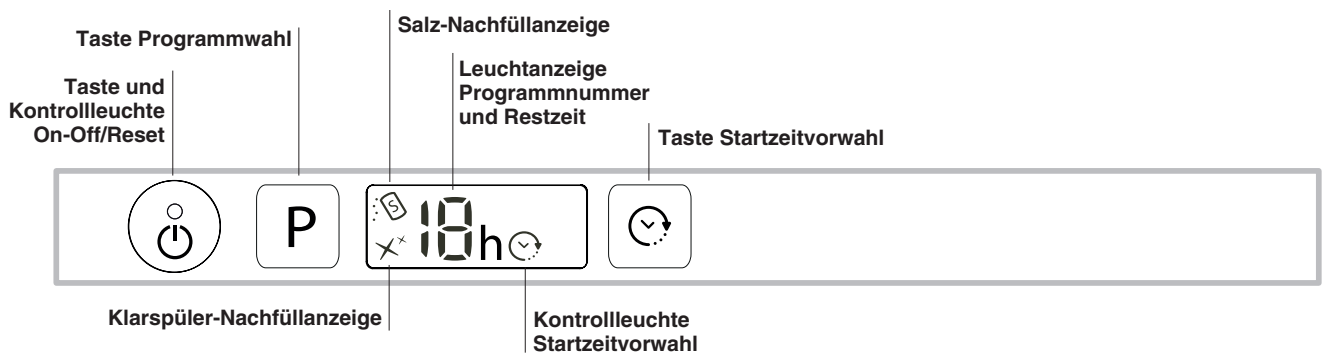 Salz-Nachfüllanzeige
Taste Programmwahl
Leuchtanzeige
Programmnummer
und Restzeit
Taste und
Kontrollleuchte
On-Off/Reset
Taste Startzeitvorwahl
P
S
18h
Klarspüler-Nachfüllanzeige
Kontrollleuchte
Startzeitvorwahl